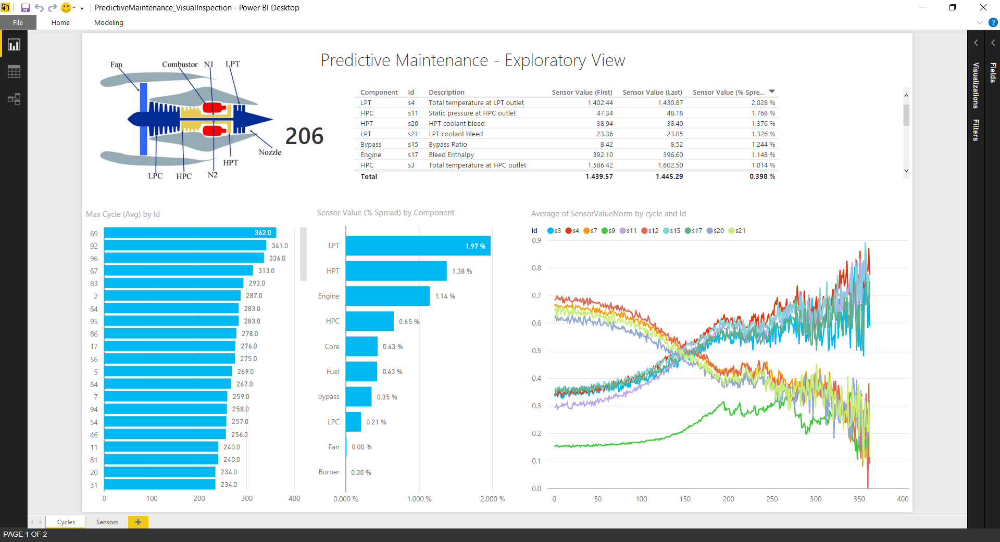 PredictiveMaintenance_VisualInspection - Power BI Desktop
File Home Modeling
?
Predictive Maintenance - Exploratory View
Fan Combustor N1 LPT
Nozzle
HPT
LPC HPC N2
206
Component Id Description Sensor Value (First) Sensor Value (Last) Sensor Value (% Spre...
LPT s4 Total temperature at LPT outlet 1,402.44 1,430.87 2.028 %
HPC s11 Static pressure at HPC outlet 47.34 48.18 1.768 %
HPT s20 HPT coolant bleed 38.94 38.40 1.376 %
LPT s21 LPT coolant bleed 23.36 23.05 1.326 %
Bypass s15 Bypass Ratio 8.42 8.52 1.244 %
Engine s17 Bleed Enthalpy 392.10 396.60 1.148 %
HPC s3 Total temperature at HPC outlet 1,586.42 1,602.50 1.014 %
Total 1.439.57 1.445.29 0.398 %
Max Cycle (Avg) by Id
69 362.0
92 341.0
96 336.0
67 313.0
83 293.0
2 287.0
64 283.0
95 283.0
86 278.0
17 276.0
56 275.0
5 269.0
84 267.0
7 259.0
94 258.0
54 257.0
46 256.0
11 240.0
81 240.0
20 234.0
31 234.0
0 100 200 300 400
Sensor Value (% Spread) by Component
LPT 1.97 %
HPT 1.38 %
Engine 1.14 %
HPC 0.65 %
Core 0.43 %
Fuel 0.43 %
Bypass 0.35 %
LPC 0.21 %
Fan 0.00 %
Burner 0.00 %
0.000 % 1.000 % 2.000 %
Average of SensorValueNorm by cycle and Id
Id s3 s4 s7 s9 s11 s12 s15 s17 s20 s21
0.9
0.8
0.7
0.6
0.5
0.4
0.3
0.2
0.1
0.0
0 50 100 150 200 250 300 350 400
Visualizations
Filters
Fields
Cycles Sensors +
PAGE 1 OF 2